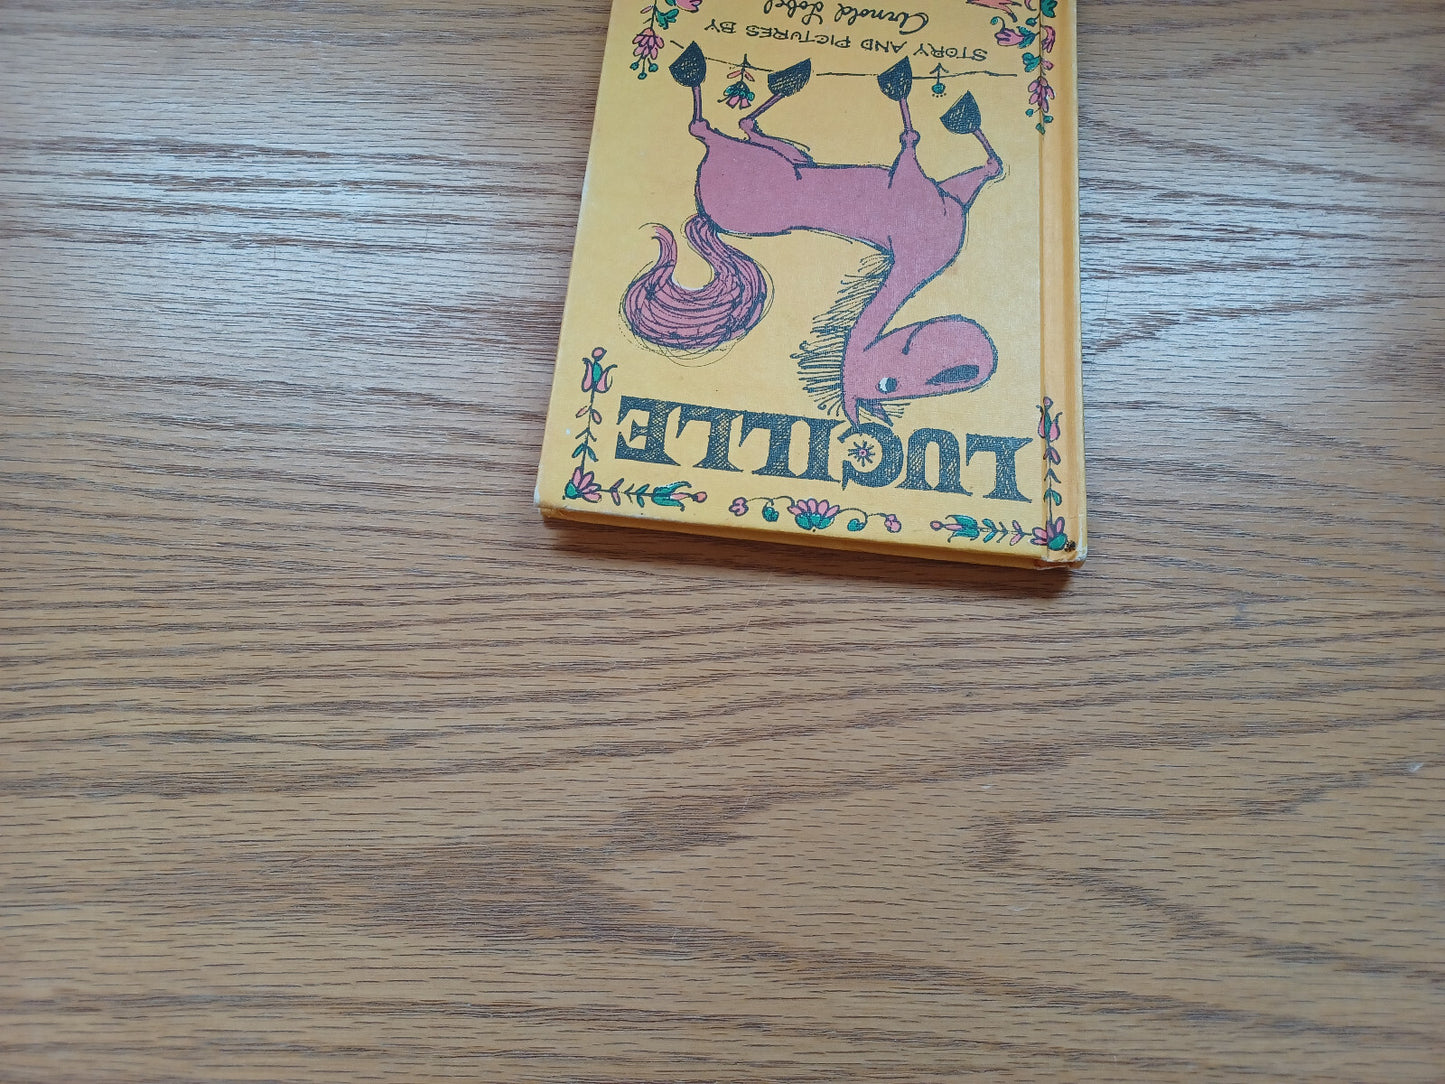 LUCILLE
STORY AND PICTURES BY
Arnold Lobel